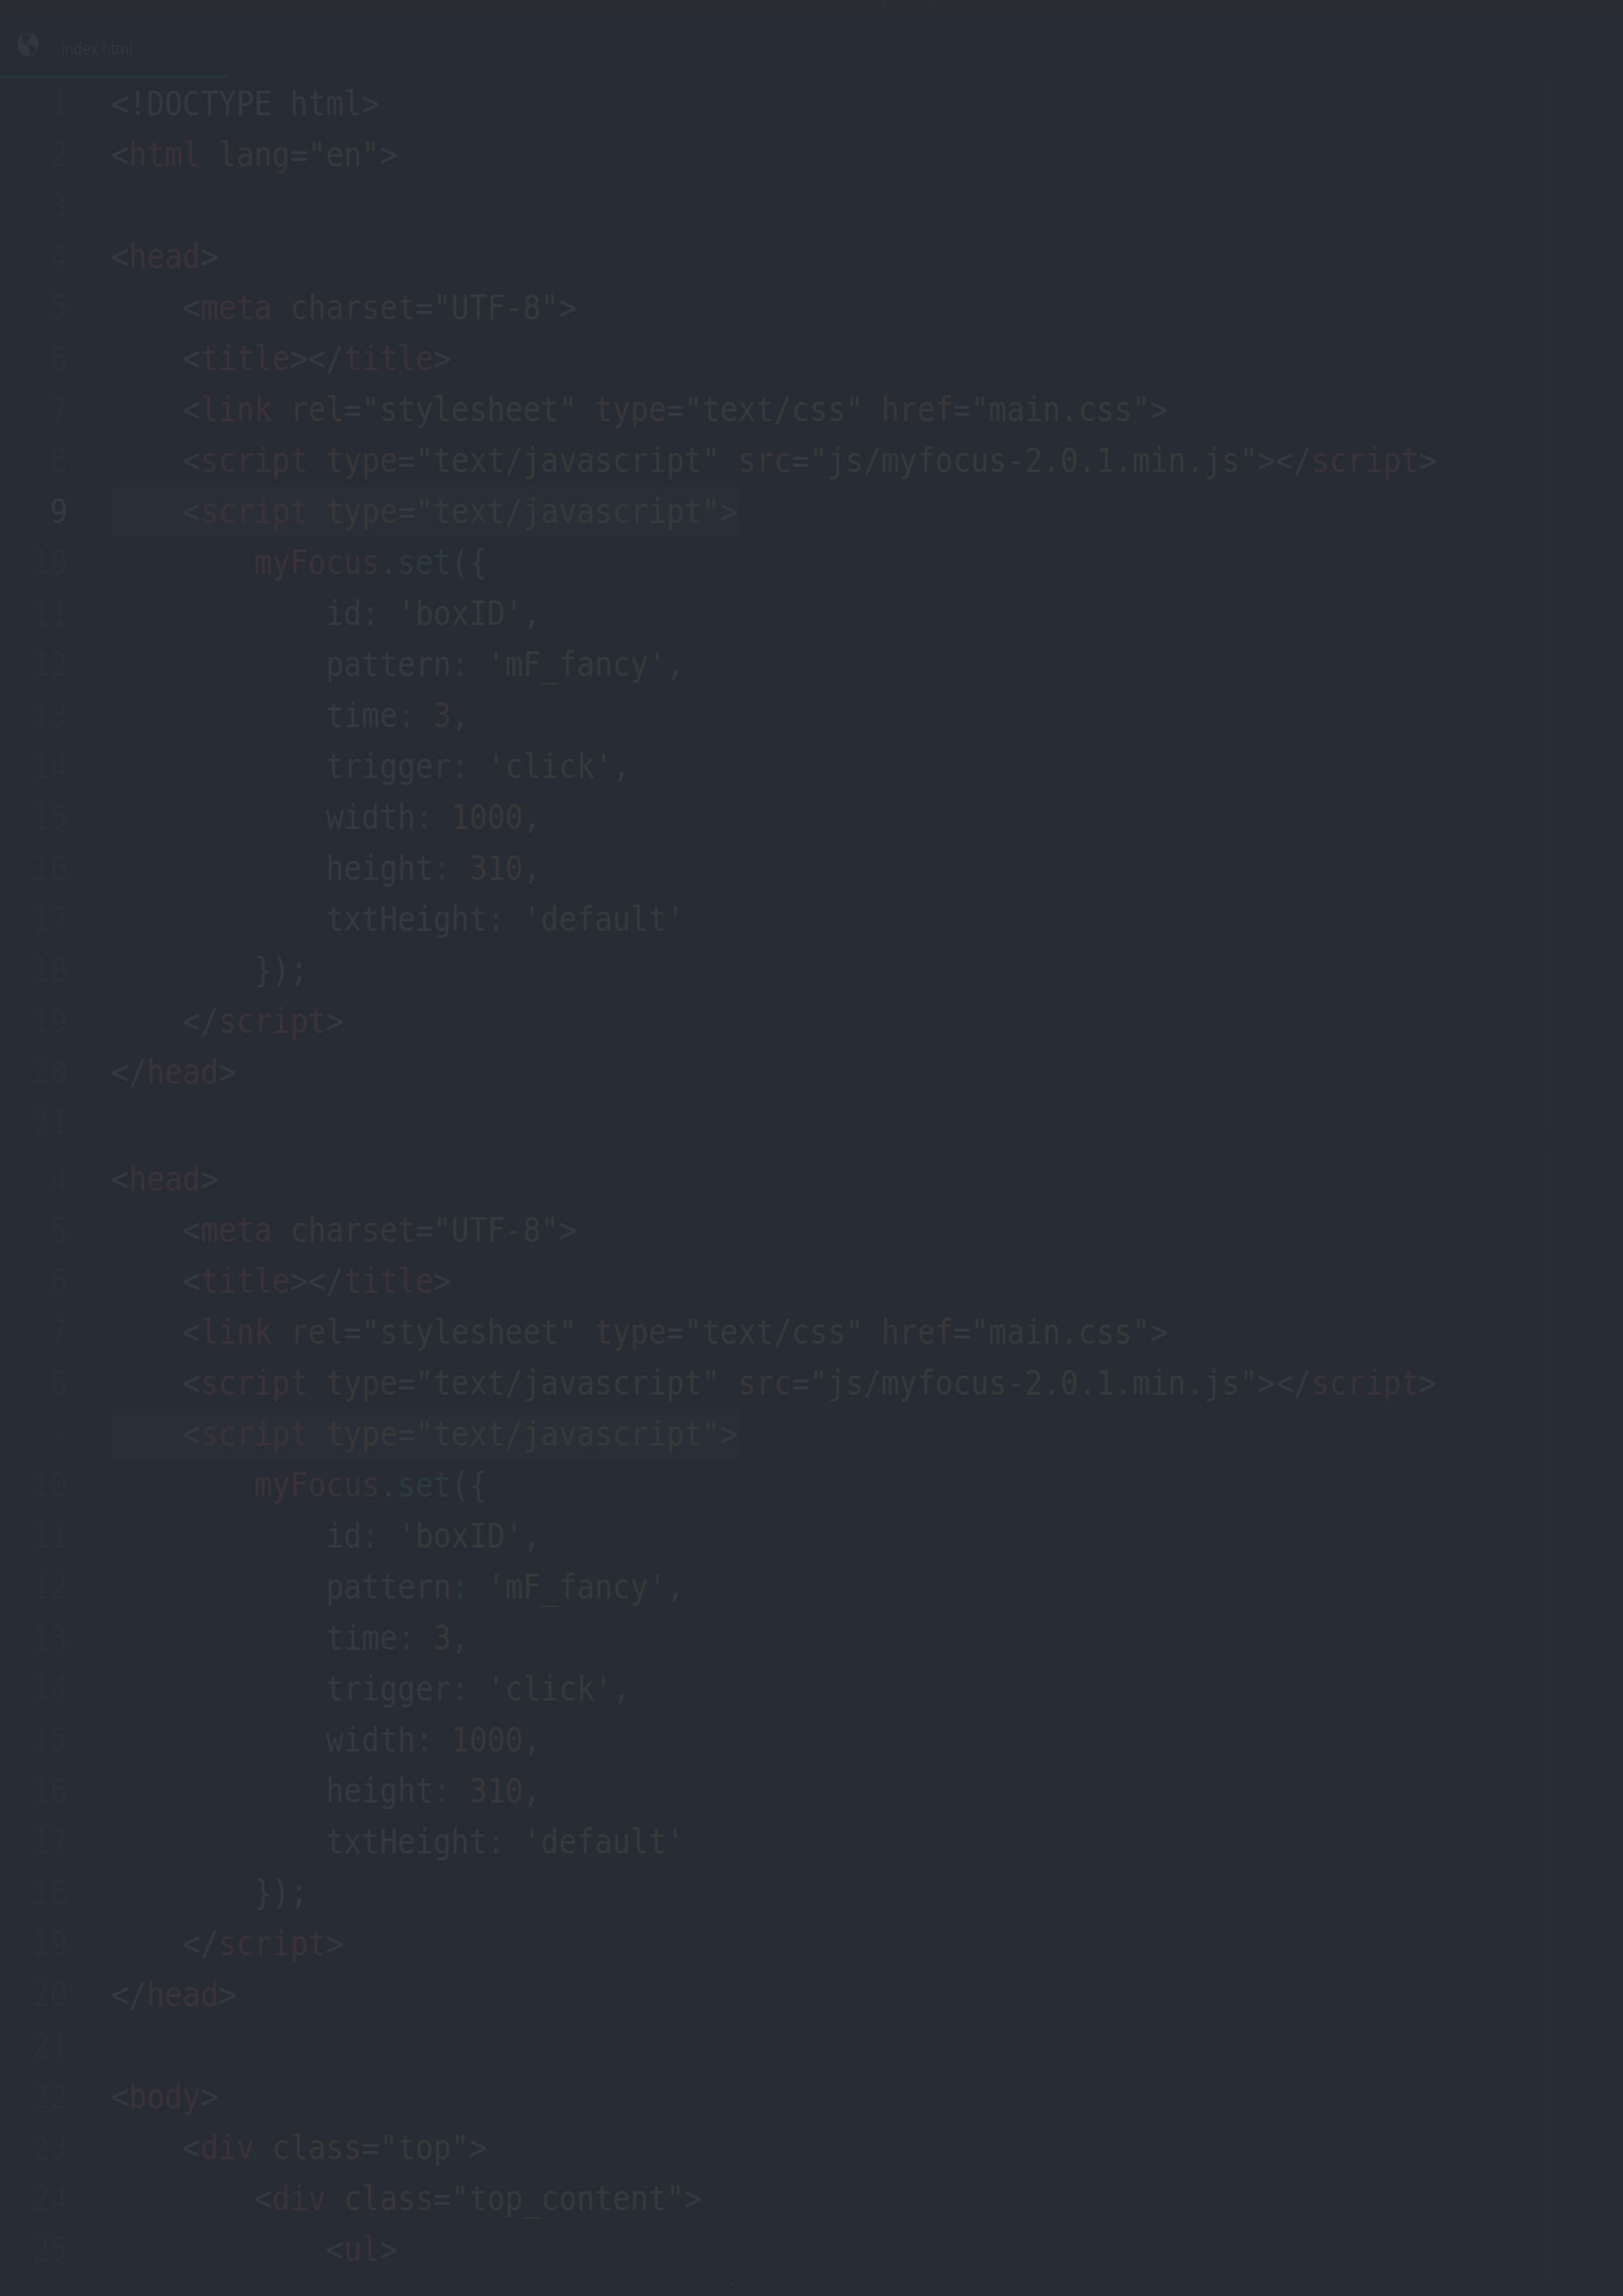 index.html
1 <!DOCTYPE html>
2 <html lang="en">
3
4 <head>
5     <meta charset="UTF-8">
6     <title></title>
7     <link rel="stylesheet" type="text/css" href="main.css">
8     <script type="text/javascript" src="js/myfocus-2.0.1.min.js"></script>
9     <script type="text/javascript">
10         myFocus.set({
11             id: 'boxID',
12             pattern: 'mF_fancy',
13             time: 3,
14             trigger: 'click',
15             width: 1000,
16             height: 310,
17             txtHeight: 'default'
18         });
19     </script>
20 </head>
21
4 <head>
5     <meta charset="UTF-8">
6     <title></title>
7     <link rel="stylesheet" type="text/css" href="main.css">
8     <script type="text/javascript" src="js/myfocus-2.0.1.min.js"></script>
    <script type="text/javascript">
10         myFocus.set({
11             id: 'boxID',
12             pattern: 'mF_fancy',
13             time: 3,
14             trigger: 'click',
15             width: 1000,
16             height: 310,
17             txtHeight: 'default'
18         });
19     </script>
20 </head>
21
22 <body>
23     <div class="top">
24         <div class="top_content">
25             <ul>